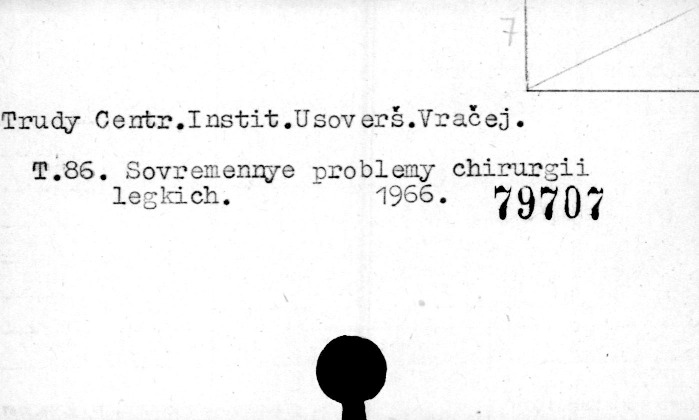 7
Trudy Centr.Instit.Usoverš.Vračej.
T.86. Sovremennye problemy chirurgii
legkich. 1966. 79707